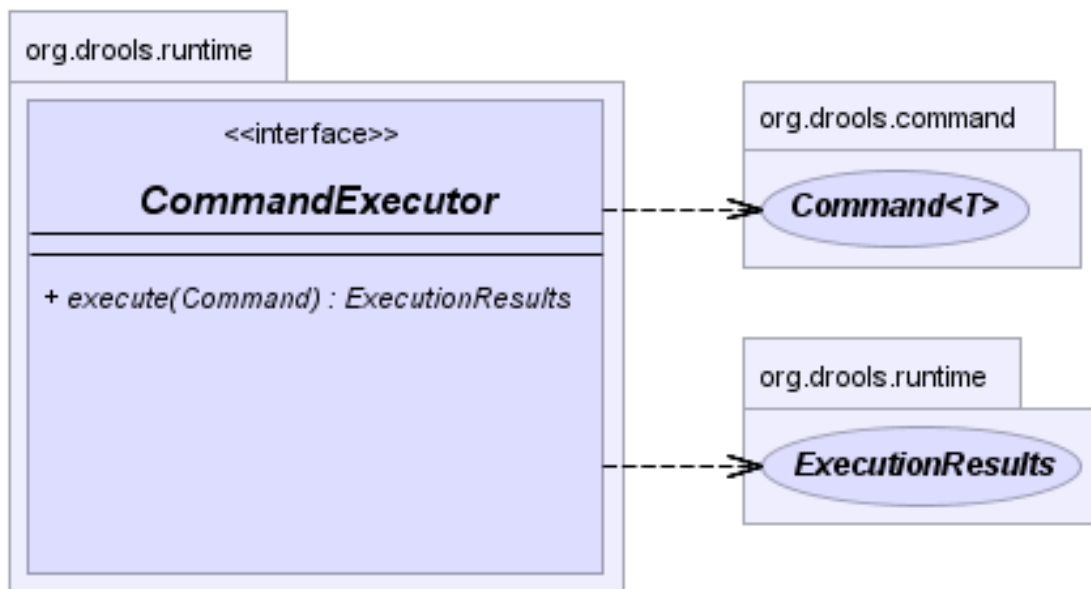 org.drools.runtime
<<interface>>
CommandExecutor
+ execute(Command) : ExecutionResults
org.drools.command
Command<T>
org.drools.runtime
ExecutionResults